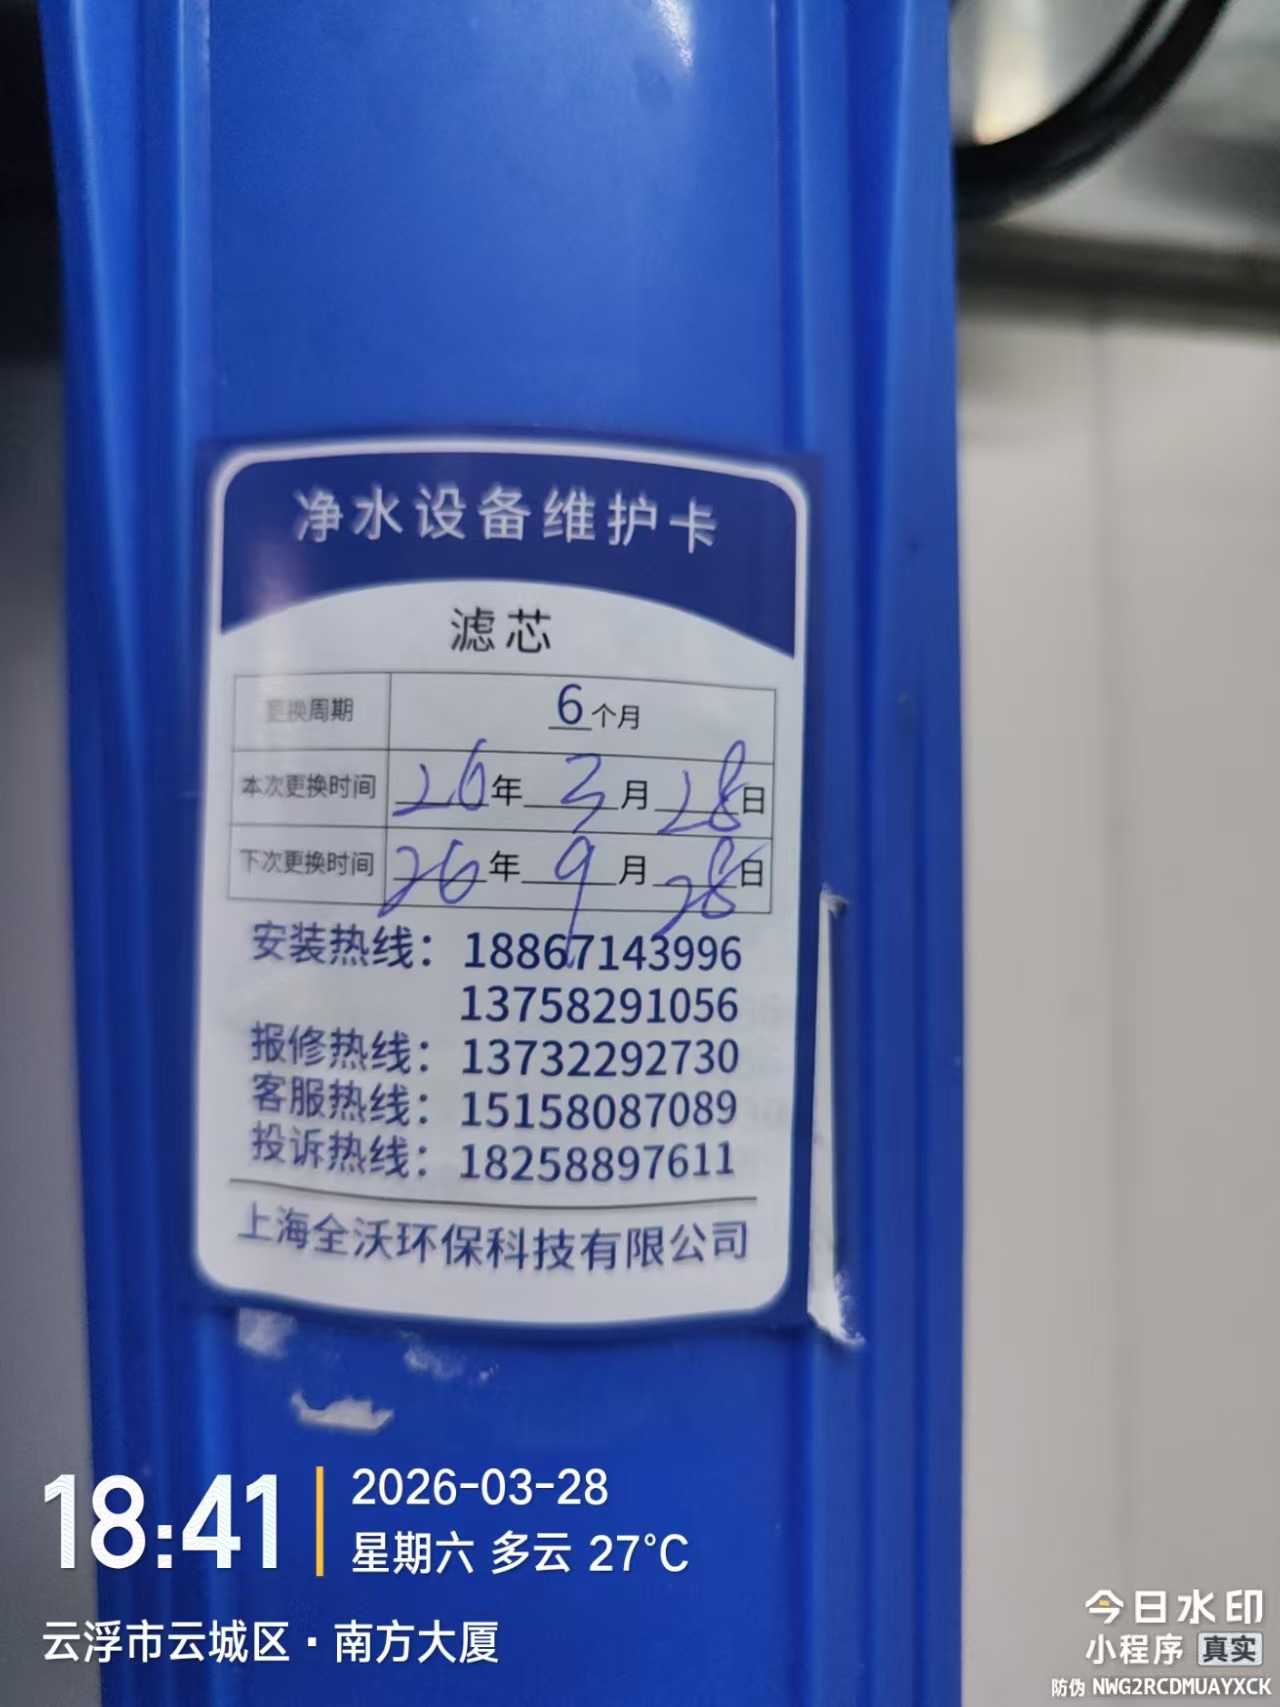 净水设备维护卡
滤芯
更换周期 6个月
本次更换时间 26年3月28日
下次更换时间 26年9月28日
安装热线：18867143996
13758291056
报修热线：13732292730
客服热线：15158087089
投诉热线：18258897611
上海全沃环保科技有限公司
18:41
2026-03-28
星期六 多云 27°C
云浮市云城区·南方大厦
今日水印
小程序 真实
防伪 NWG2RCDMUAYXCK